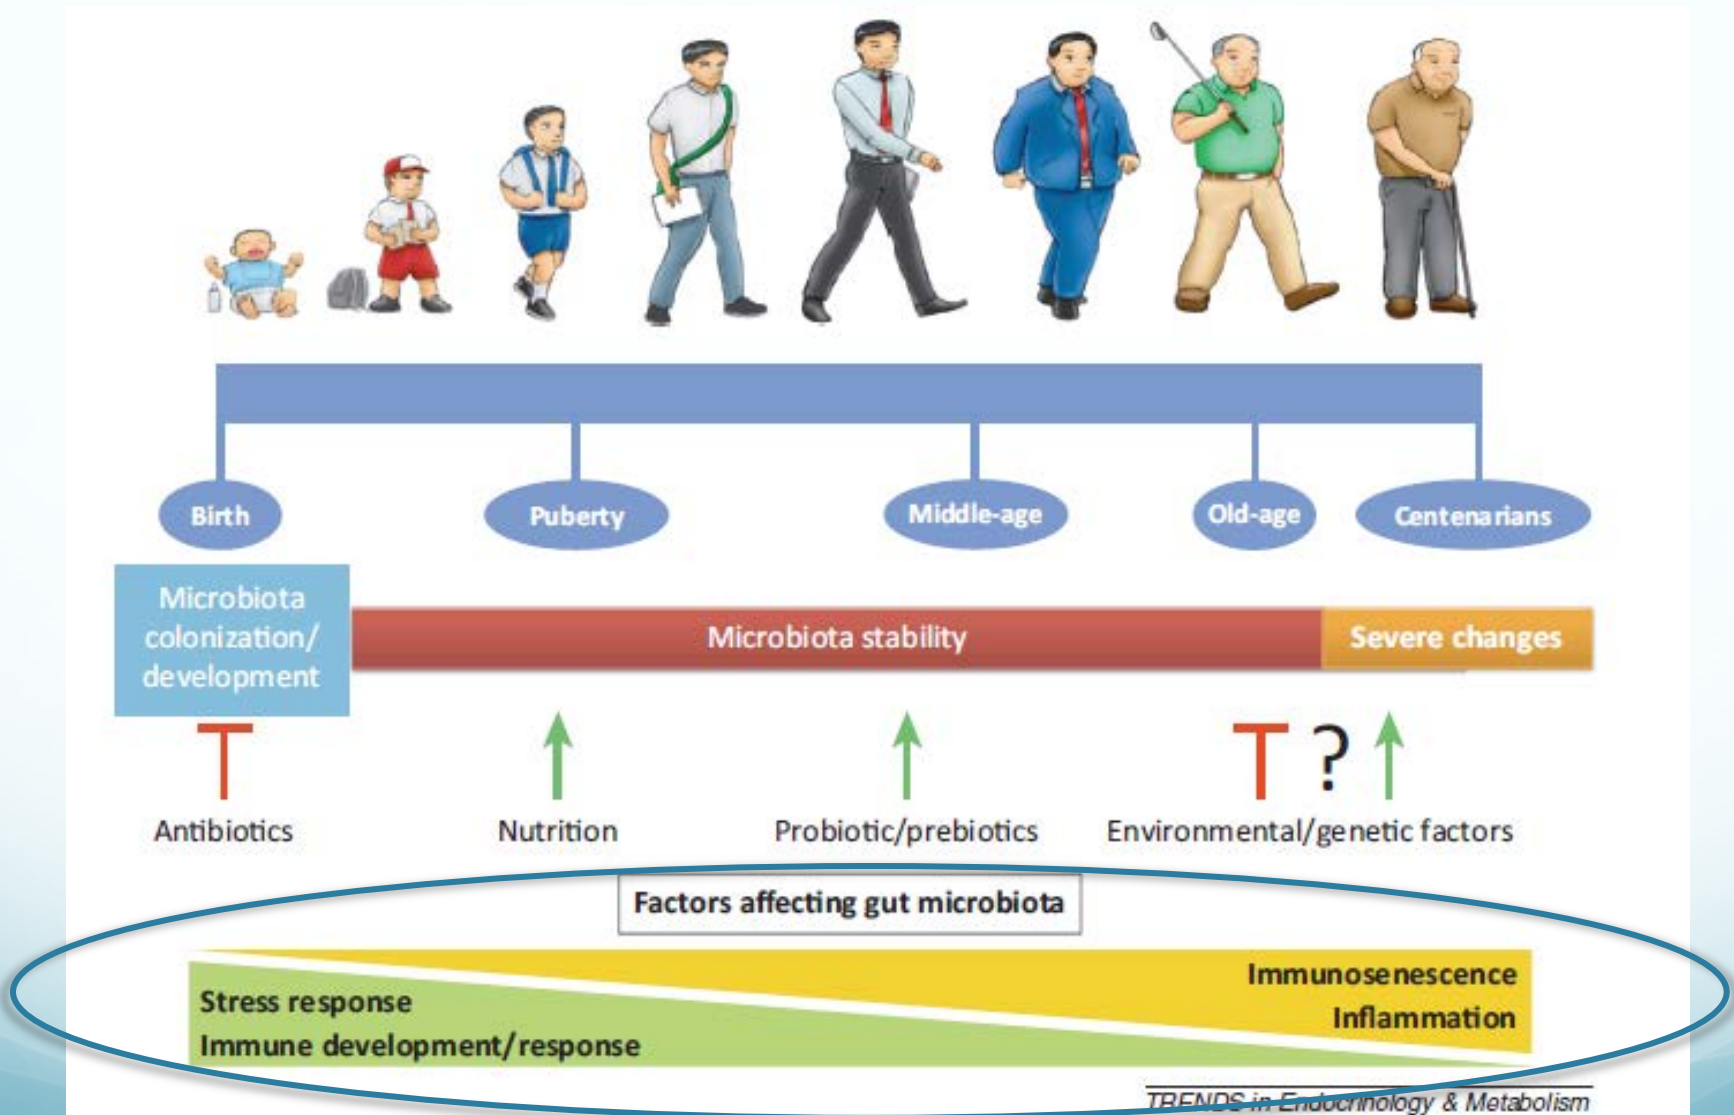 Birth
Puberty
Middle-age
Old-age
Centenarians
Microbiota
colonization/
development
Microbiota stability
Severe changes
?
Antibiotics
Nutrition
Probiotic/prebiotics
Environmental/genetic factors
Factors affecting gut microbiota
Immunosenescence
Inflammation
Stress response
Immune development/response
TRENDS in Endocrinology & Metabolism